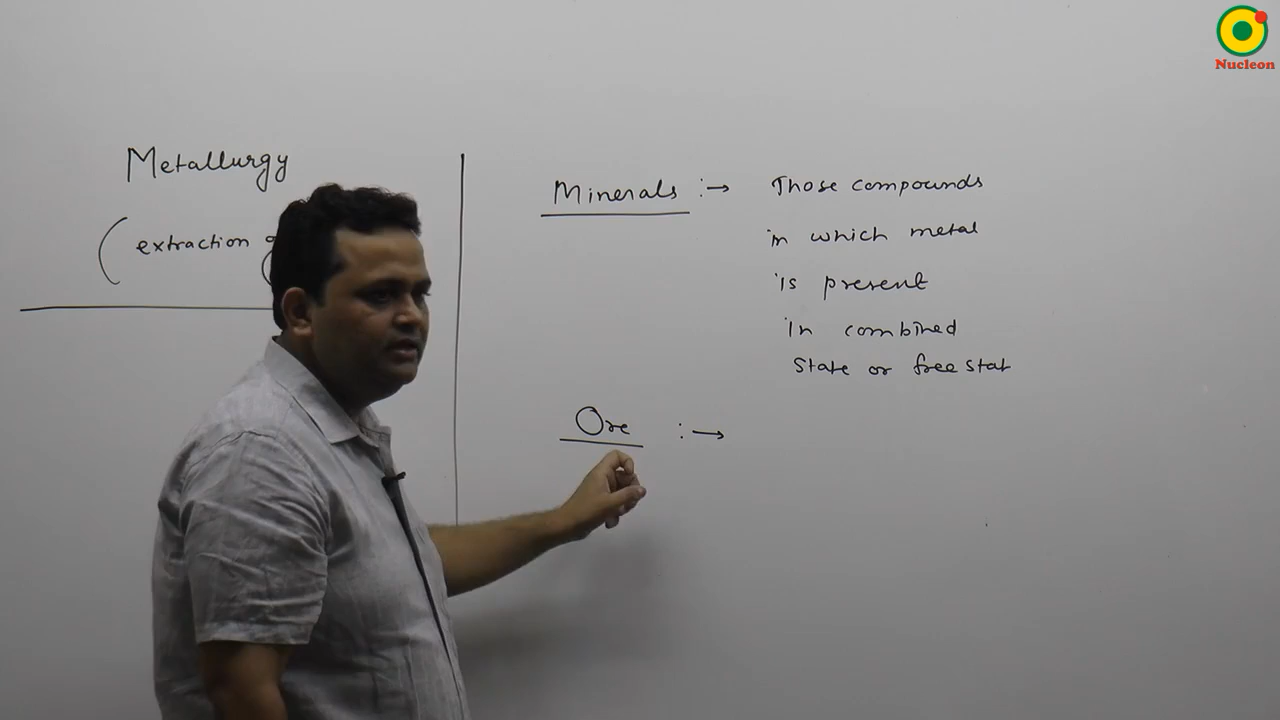 Nucleon
Metallurgy
(extraction
Minerals :→ Those compounds
in which metal
is present
in combined
state or free stat
Ore :→